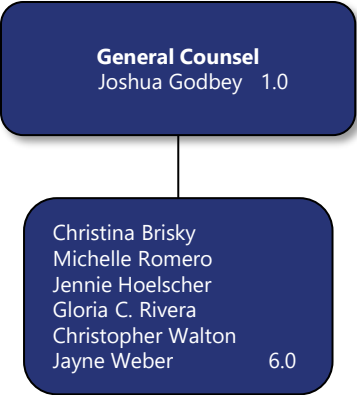 General Counsel
Joshua Godbey 1.0
Christina Brisky
Michelle Romero
Jennie Hoelscher
Gloria C. Rivera
Christopher Walton
Jayne Weber 6.0